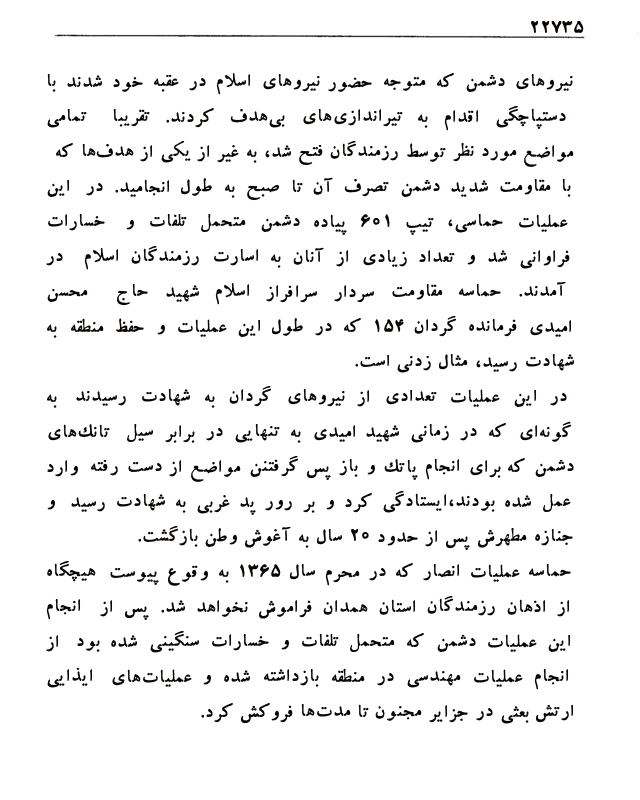 ۲۲۷۳۵
نیروهای دشمن که متوجه حضور نیروهای اسلام در عقبه خود شدند با
دستپاچگی اقدام به تیراندازی‌های بی‌هدف کردند. تقریبا تمامی
مواضع مورد نظر توسط رزمندگان فتح شد، به غیر از یکی از هدف‌ها که
با مقاومت شدید دشمن تصرف آن تا صبح به طول انجامید. در این
عملیات حماسی، تیپ ۶۰۱ پیاده دشمن متحمل تلفات و خسارات
فراوانی شد و تعداد زیادی از آنان به اسارت رزمندگان اسلام در
آمدند. حماسه مقاومت سردار سرافراز اسلام شهید حاج محسن
امیدی فرمانده گردان ۱۵۴ که در طول این عملیات و حفظ منطقه به
شهادت رسید، مثال زدنی است.
در این عملیات تعدادی از نیروهای گردان به شهادت رسیدند به
گونه‌ای که در زمانی شهید امیدی به تنهایی در برابر سیل تانك‌های
دشمن که برای انجام پاتك و باز پس گرفتنن مواضع از دست رفته وارد
عمل شده بودند،ایستادگی کرد و بر رور پد غربی به شهادت رسید و
جنازه مطهرش پس از حدود ۲۰ سال به آغوش وطن بازگشت.
حماسه عملیات انصار که در محرم سال ۱۳۶۵ به وقوع پیوست هیچگاه
از اذهان رزمندگان استان همدان فراموش نخواهد شد. پس از انجام
این عملیات دشمن که متحمل تلفات و خسارات سنگینی شده بود از
انجام عملیات مهندسی در منطقه بازداشته شده و عملیات‌های ایذایی
ارتش بعثی در جزایر مجنون تا مدت‌ها فروکش کرد.